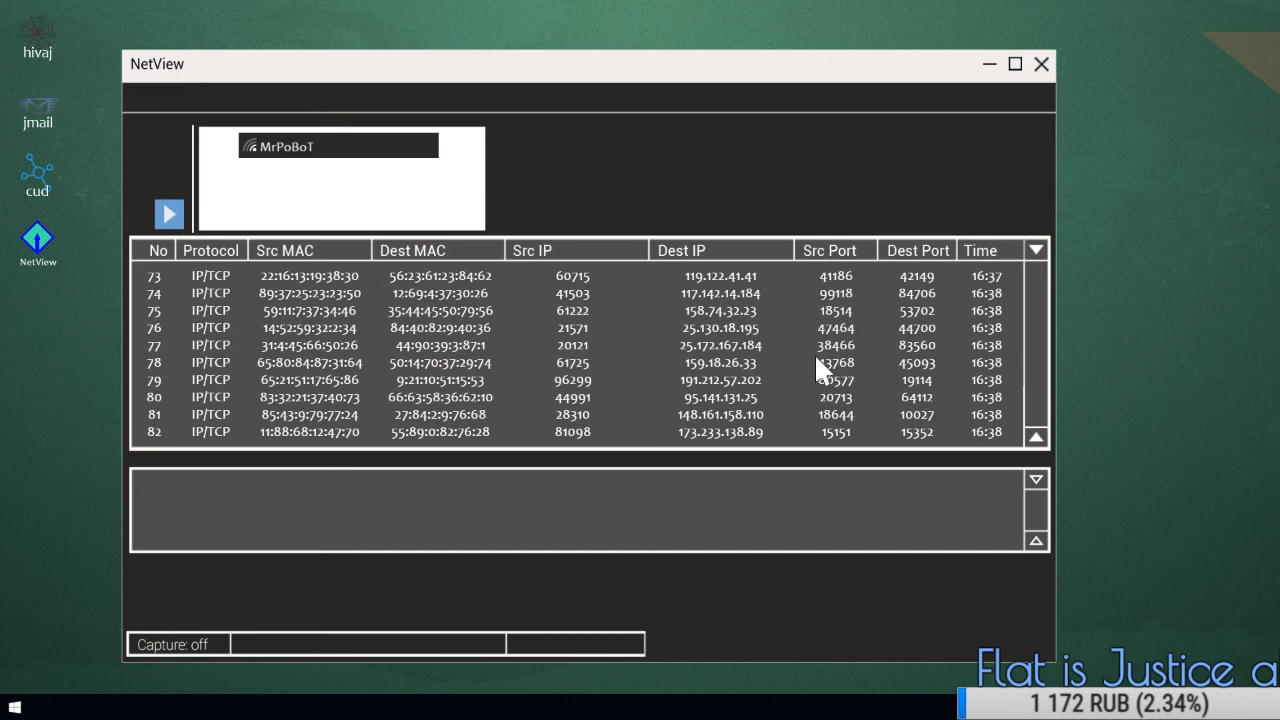 hivaj
jmail
cud
NetView
NetView
MrPoBoT
No Protocol Src MAC Dest MAC Src IP Dest IP Src Port Dest Port Time
73 IP/TCP 22:16:13:19:38:30 56:23:61:23:84:62 60715 119.122.41.41 41186 42149 16:37
74 IP/TCP 89:37:25:23:23:50 12:69:4:37:30:26 41503 117.142.14.184 99118 84706 16:38
75 IP/TCP 59:11:7:37:34:46 35:44:45:50:79:56 61222 158.74.32.23 18514 53702 16:38
76 IP/TCP 14:52:59:32:2:34 84:40:82:9:40:36 21571 25.130.18.195 47464 44700 16:38
77 IP/TCP 31:4:45:66:50:26 44:90:39:3:87:1 20121 25.172.167.184 38466 83560 16:38
78 IP/TCP 65:80:84:87:31:64 50:14:70:37:29:74 61725 159.18.26.33 45093 16:38
79 IP/TCP 65:21:51:17:65:86 9:21:10:51:15:53 96299 191.212.57.202 19114 16:38
80 IP/TCP 83:32:21:37:40:73 66:63:58:36:62:10 44991 95.141.131.25 20713 64112 16:38
81 IP/TCP 85:43:9:79:77:24 27:84:2:9:76:68 28310 148.161.158.110 18644 10027 16:38
82 IP/TCP 11:88:68:12:47:70 55:89:0:82:76:28 81098 173.233.138.89 15151 15352 16:38
Capture: off
Flat is Justice a
1 172 RUB (2.34%)